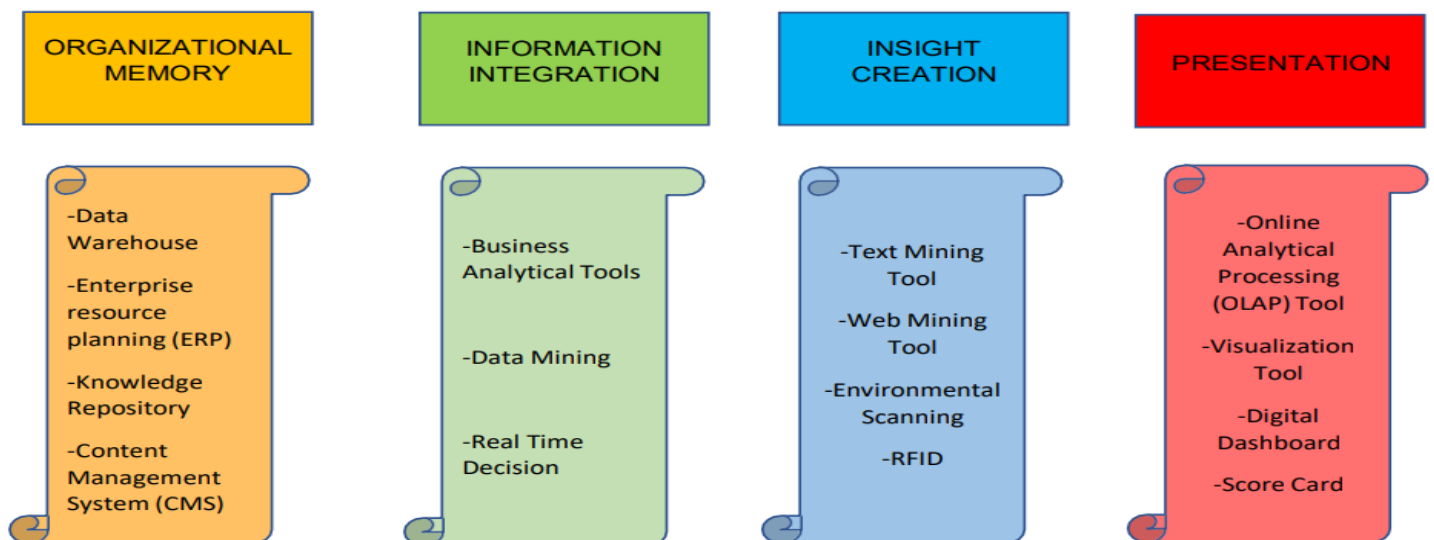 ORGANIZATIONAL
MEMORY
INFORMATION
INTEGRATION
INSIGHT
CREATION
PRESENTATION
-Data
Warehouse
-Enterprise
resource
planning (ERP)
-Knowledge
Repository
-Content
Management
System (CMS)
-Business
Analytical Tools
-Data Mining
-Real Time
Decision
-Text Mining
Tool
-Web Mining
Tool
-Environmental
Scanning
-RFID
-Online
Analytical
Processing
(OLAP) Tool
-Visualization
Tool
-Digital
Dashboard
-Score Card